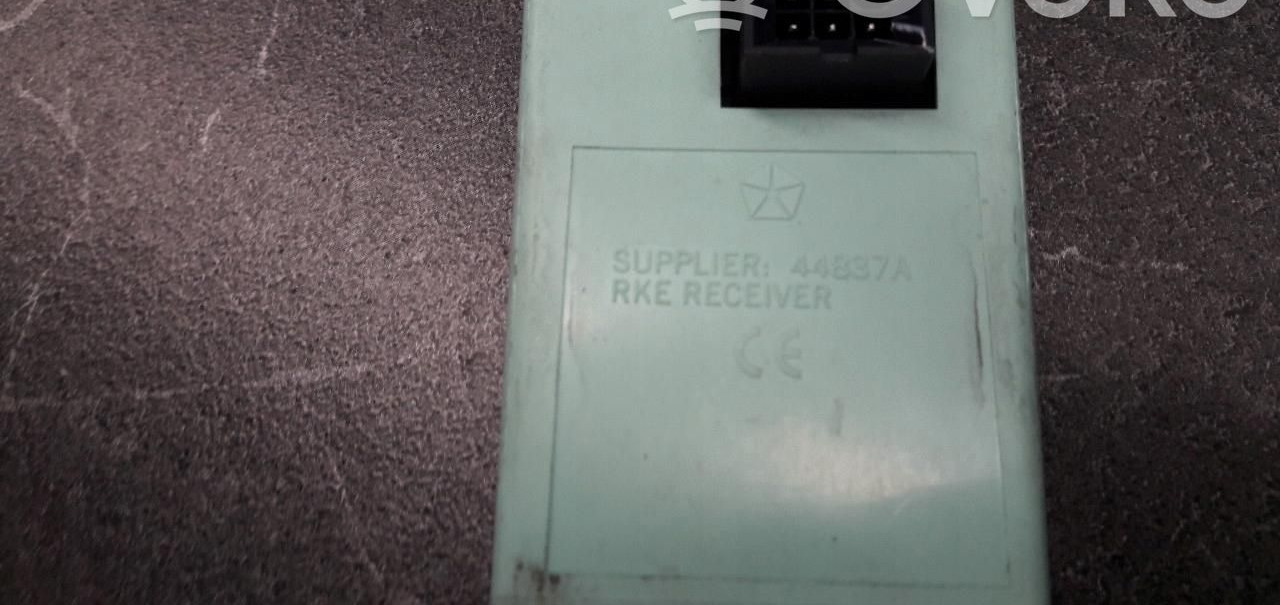 SUPPLIER: 44837A
RKE RECEIVER
CE